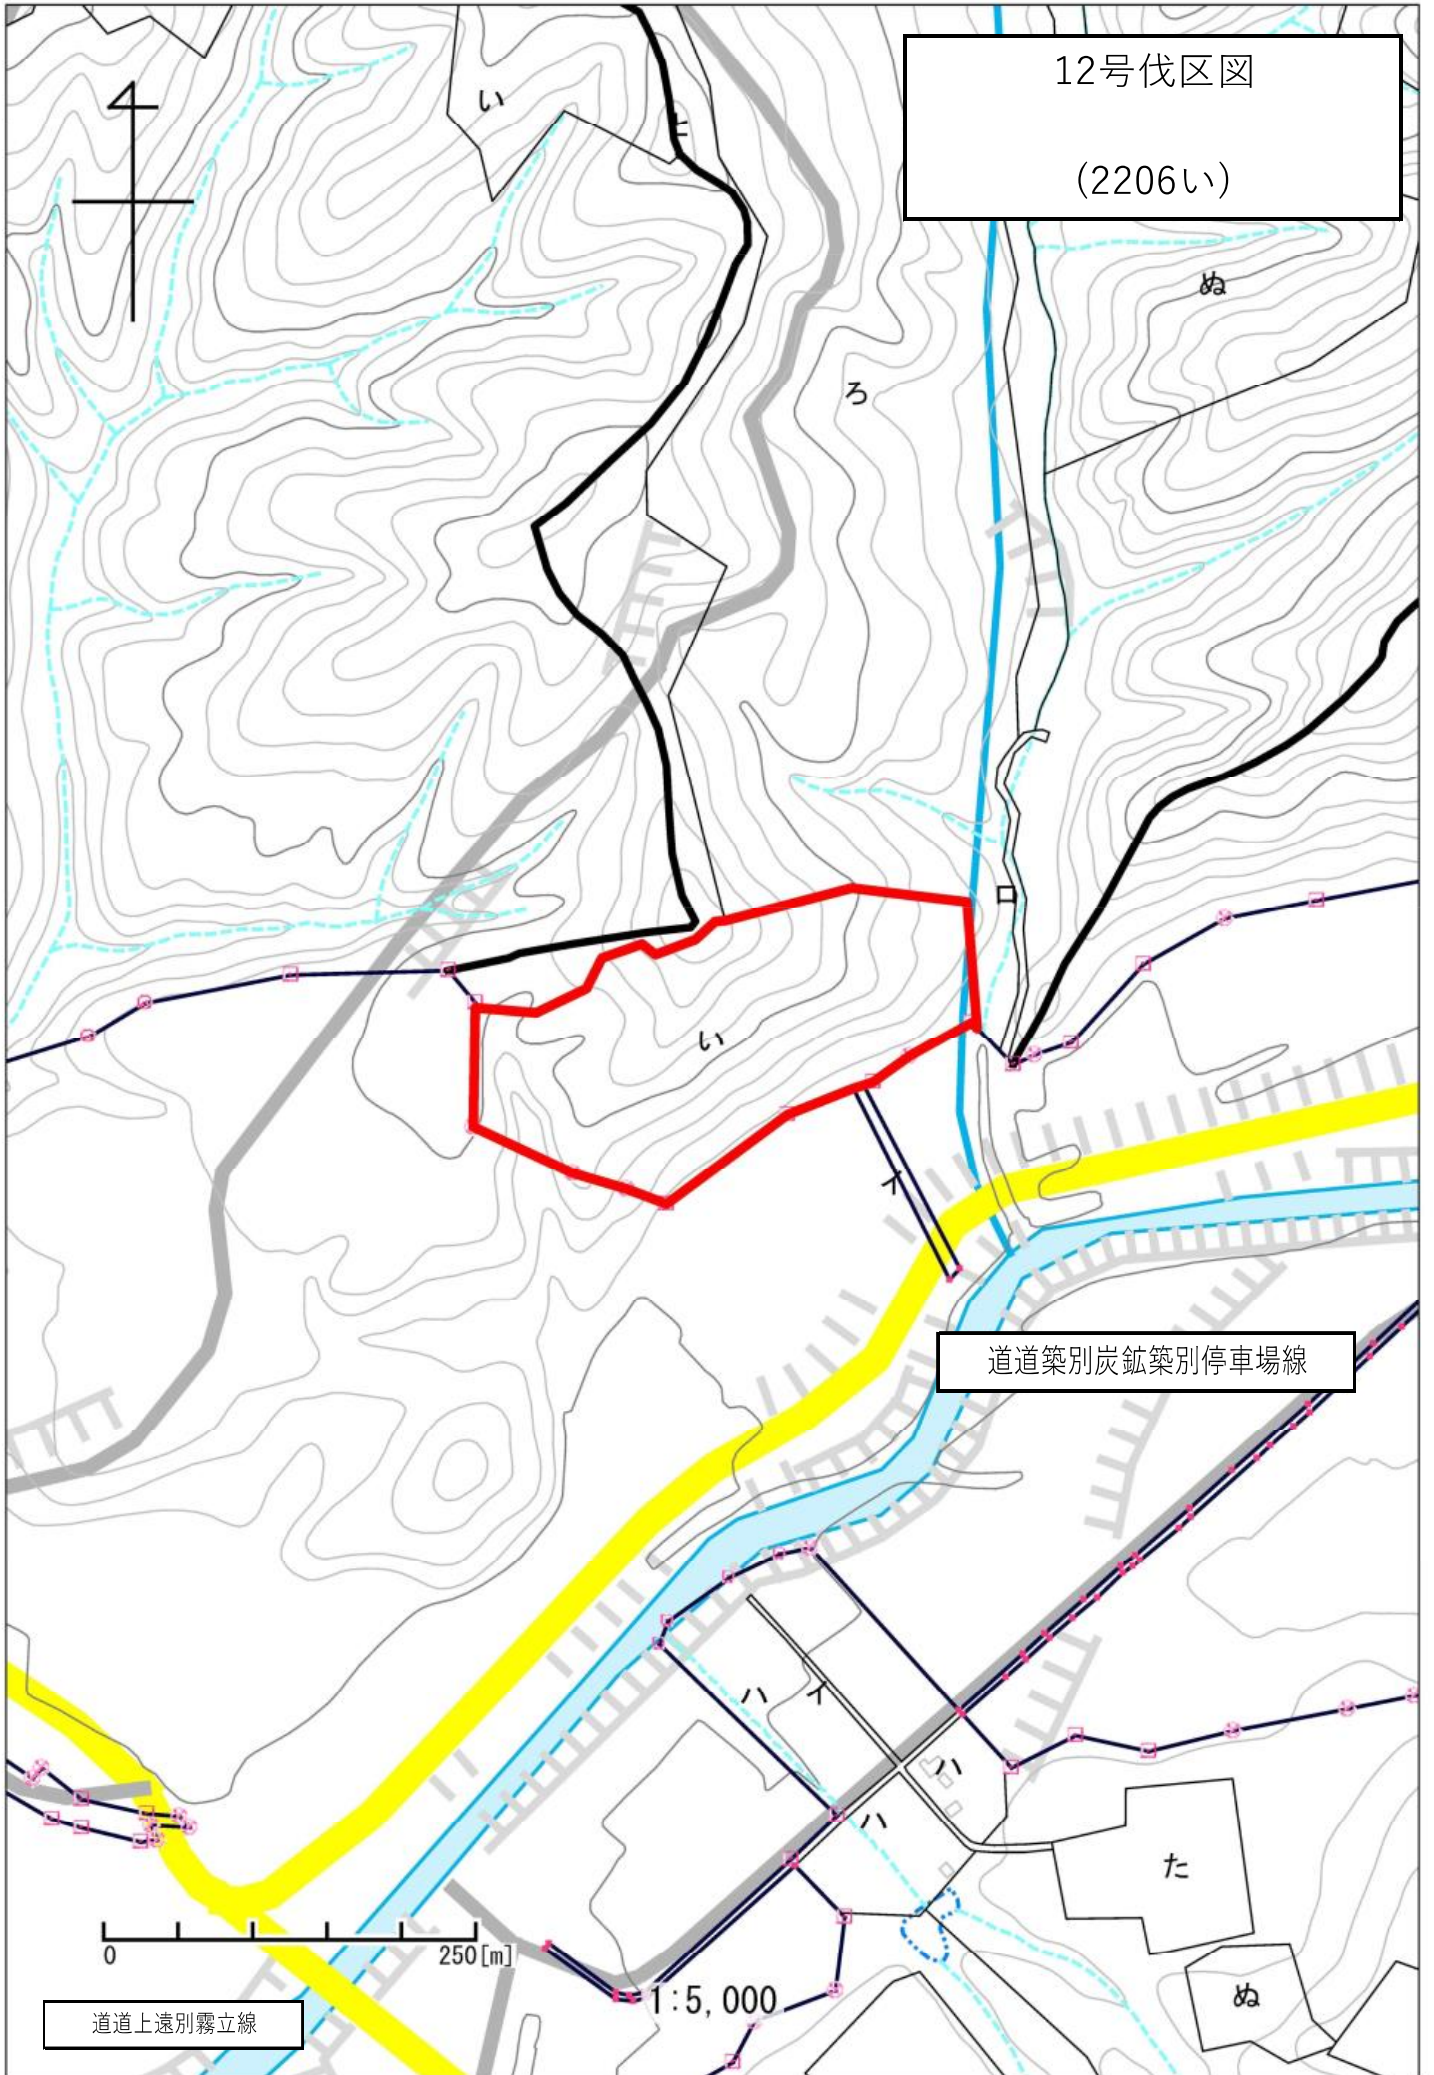 12号伐区図
(2206い)
い
と
ぬ
ろ
ロ
い
イ
道道築別炭鉱築別停車場線
ハ
イ
ハ
ハ
た
ぬ
0
250[m]
1:5,000
道道上遠別霧立線